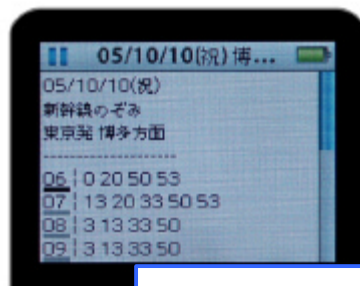 05/10/10(祝)博...
05/10/10(祝)
新幹線のぞみ
東京発 博多方面
--------------------
06¦0 20 50 53
07¦13 20 33 50 53
08¦3 13 33 50
09¦3 13 33 50